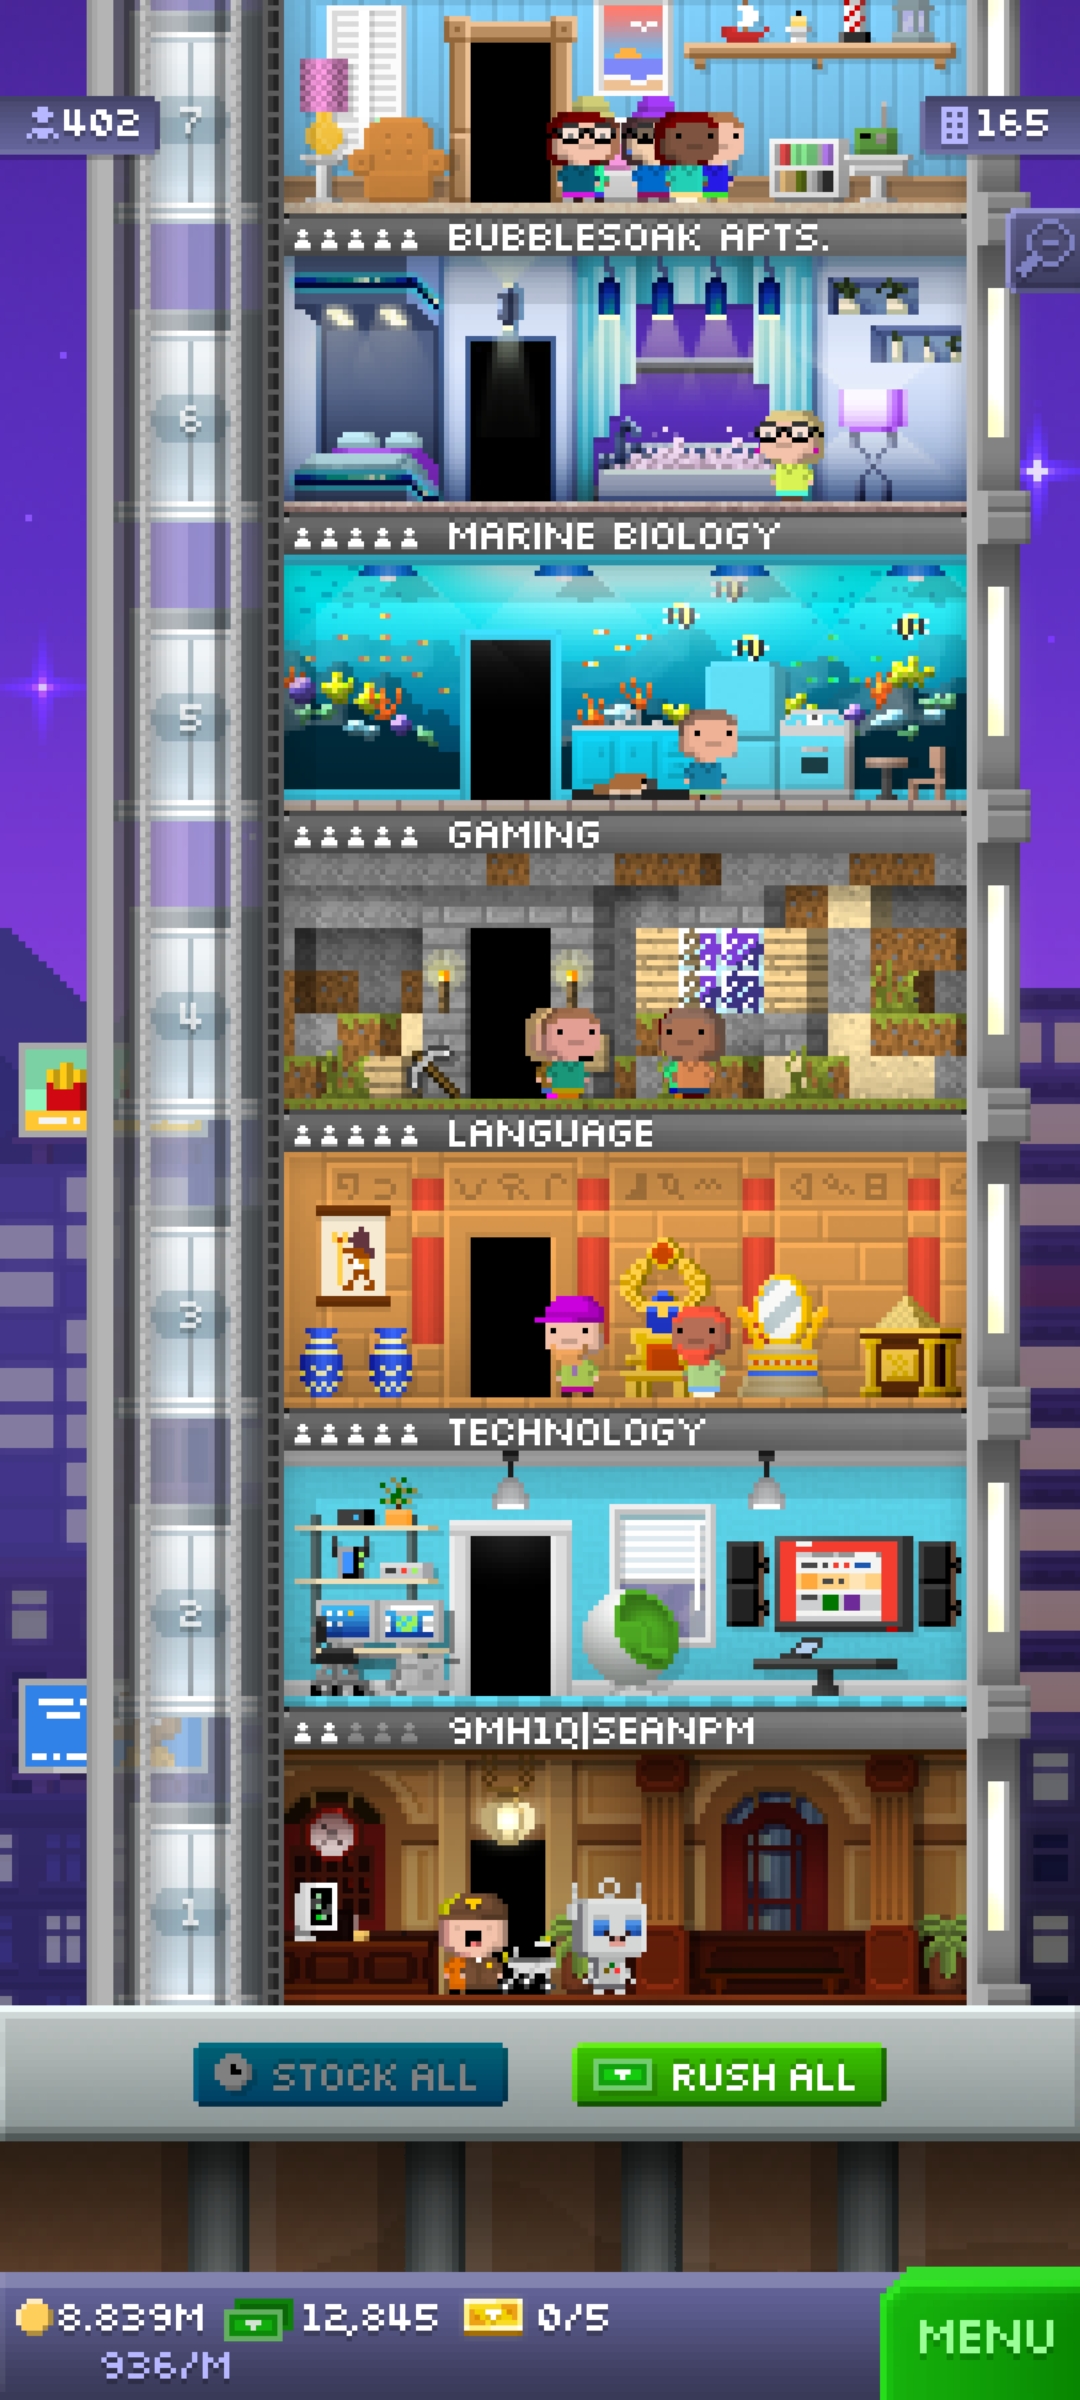 7
402
165
BUBBLESOAK APTS.
6
MARINE BIOLOGY
5
GAMING
4
LANGUAGE
3
TECHNOLOGY
2
9MH1Q|SEANPM
1
STOCK ALL
RUSH ALL
8.839M
12,845
0/5
936/M
MENU